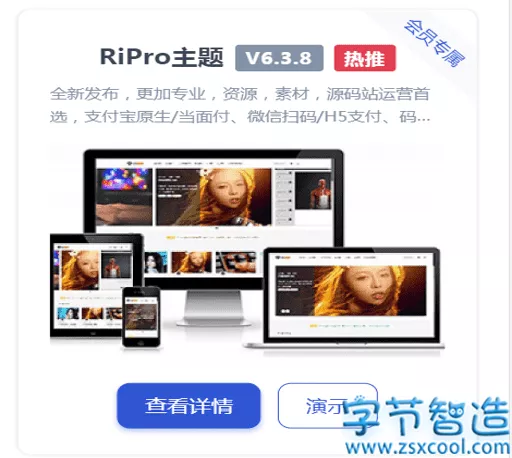 会员专属
RiPro主题 V6.3.8 热推
全新发布，更加专业，资源，素材，源码站运营首
选，支付宝原生/当面付、微信扫码/H5支付、码...
查看详情 演示
字节智造
www.zsxcool.com